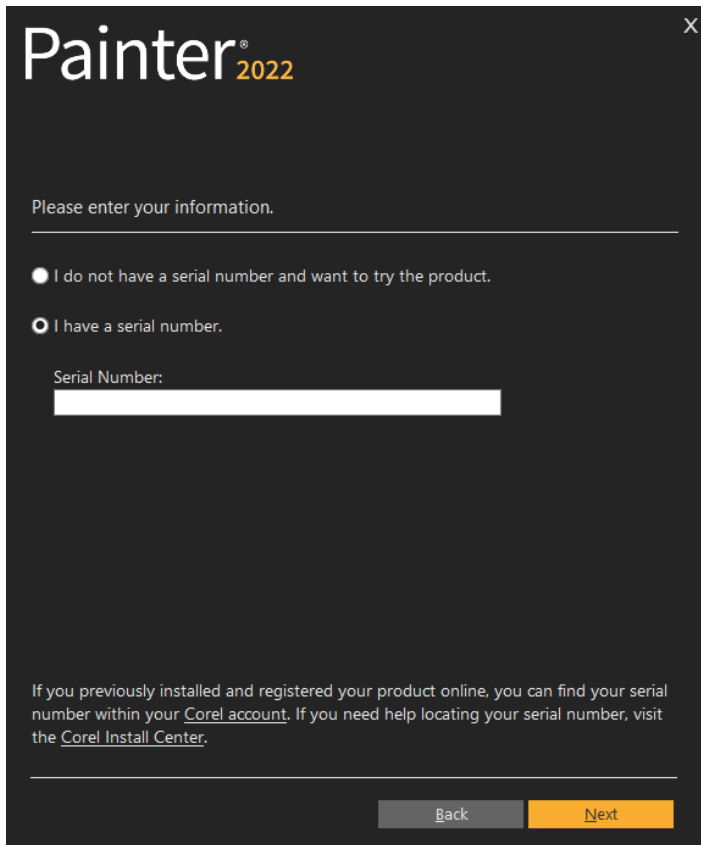 X
Painter® 2022
Please enter your information.
I do not have a serial number and want to try the product.
I have a serial number.
Serial Number:
If you previously installed and registered your product online, you can find your serial
number within your Corel account. If you need help locating your serial number, visit
the Corel Install Center.
Back
Next